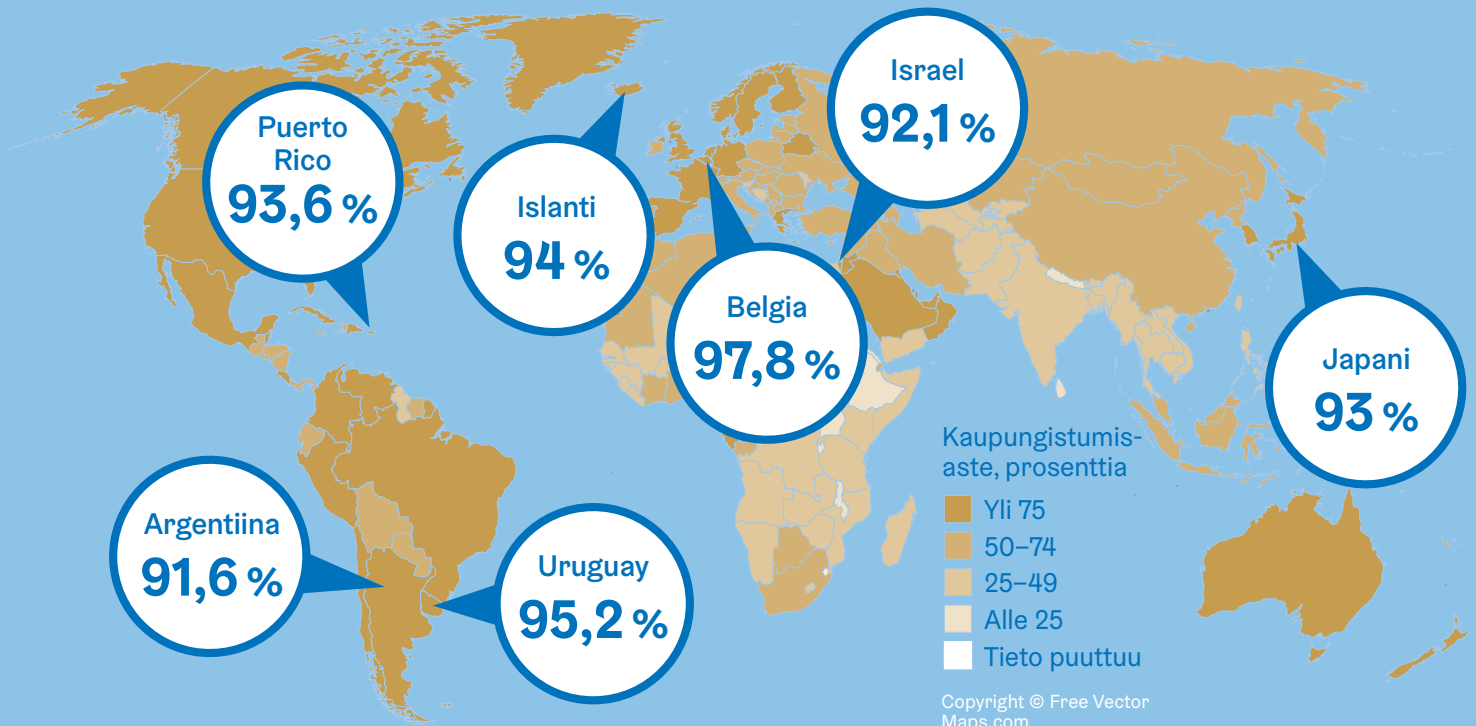 Puerto
Rico
93,6 %
Islanti
94 %
Israel
92,1 %
Belgia
97,8 %
Japani
93 %
Argentiina
91,6 %
Uruguay
95,2 %
Kaupungistumis-
aste, prosenttia
Yli 75
50–74
25–49
Alle 25
Tieto puuttuu
Copyright © Free Vector
Maps.com